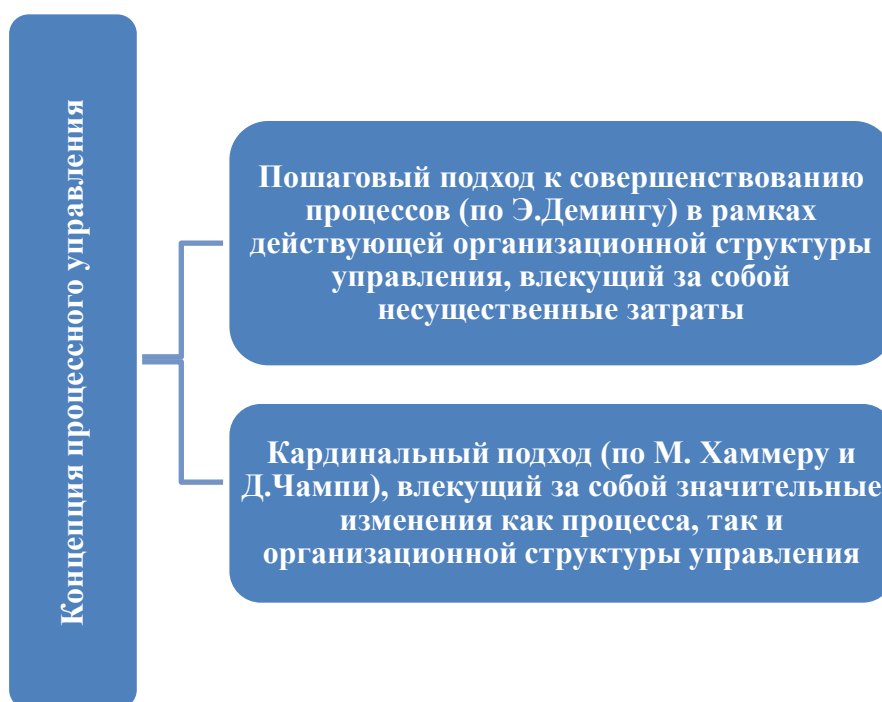 Концепция процессного управления
Пошаговый подход к совершенствованию
процессов (по Э.Демингу) в рамках
действующей организационной структуры
управления, влекущий за собой
несущественные затраты
Кардинальный подход (по М. Хаммеру и
Д.Чампи), влекущий за собой значительные
изменения как процесса, так и
организационной структуры управления